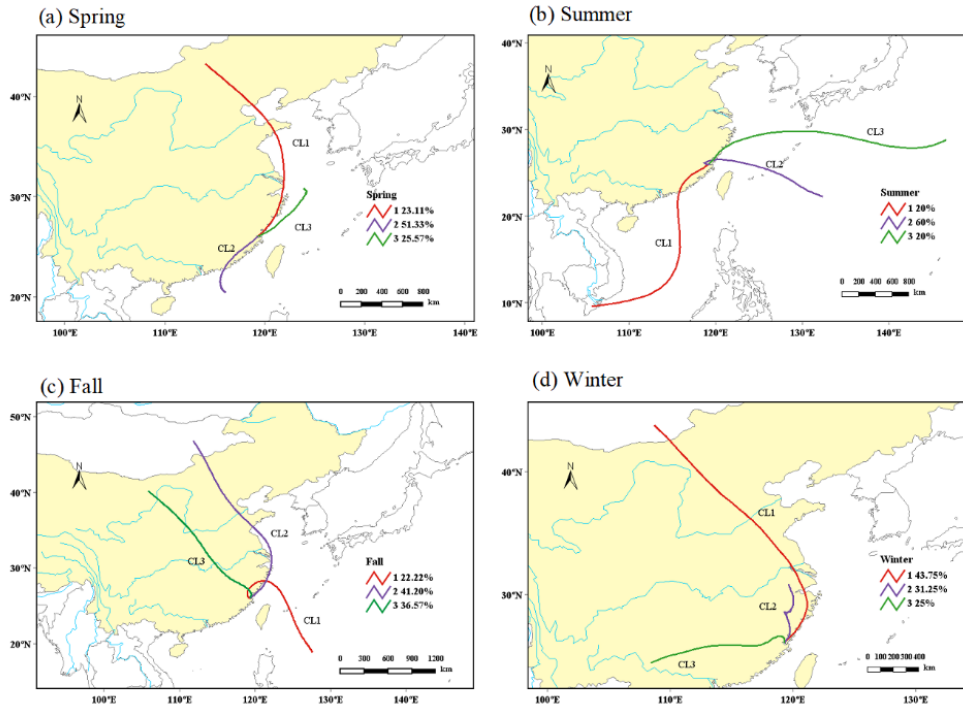 (a) Spring
N
40°N
30°N
20°N
CL1
CL2
CL3
Spring
1 23.11%
2 51.33%
3 25.57%
0 200 400 600 800
km
100°E 110°E 120°E 130°E 140°E
(b) Summer
40°N
N
30°N
20°N
10°N
CL3
CL2
CL1
Summer
1 20%
2 60%
3 20%
0 200 400 600 800
km
100°E 110°E 120°E 130°E 140°E
(c) Fall
50°N
N
40°N
30°N
20°N
CL2
CL3
CL1
Fall
1 22.22%
2 41.20%
3 36.57%
0 300 600 900 1200
km
100°E 110°E 120°E 130°E 140°E
(d) Winter
N
40°N
30°N
CL1
CL2
CL3
Winter
1 43.75%
2 31.25%
3 25%
0 100 200 300 400
km
100°E 110°E 120°E 130°E